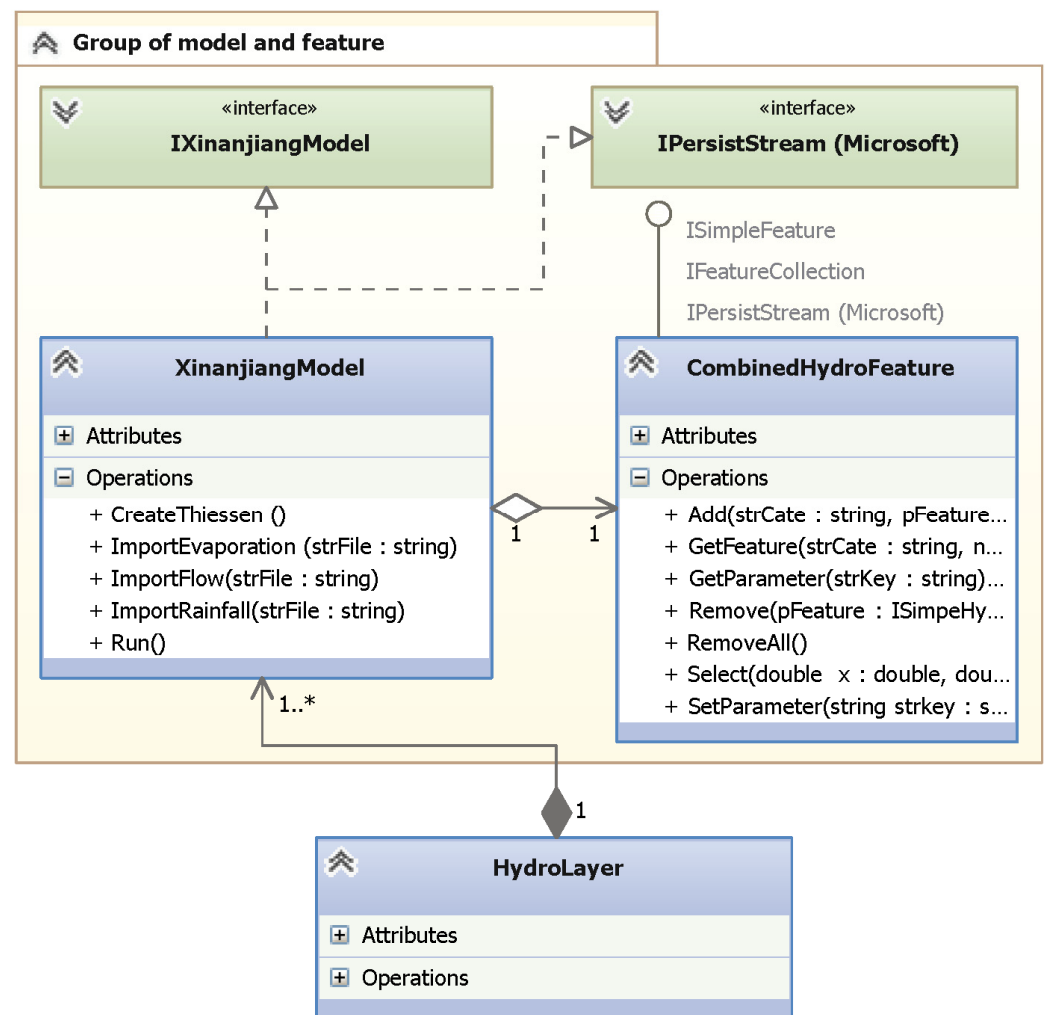 Group of model and feature
«interface»
IXinanjiangModel
«interface»
IPersistStream (Microsoft)
ISimpleFeature
IFeatureCollection
IPersistStream (Microsoft)
XinanjiangModel
Attributes
Operations
+ CreateThiessen ()
+ ImportEvaporation (strFile : string)
+ ImportFlow(strFile : string)
+ ImportRainfall(strFile : string)
+ Run()
1
1
CombinedHydroFeature
Attributes
Operations
+ Add(strCate : string, pFeature...
+ GetFeature(strCate : string, n...
+ GetParameter(strKey : string)...
+ Remove(pFeature : ISimpeHy...
+ RemoveAll()
+ Select(double x : double, dou...
+ SetParameter(string strkey : s...
1..*
1
HydroLayer
Attributes
Operations